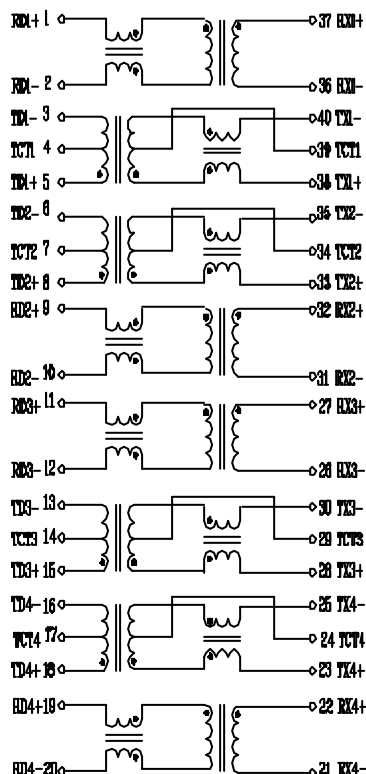 RD1+ 1 37 RX1+
RD1- 2 36 RX1-
TD1- 3 40 TX1-
TCT1 4 39 TCT1
TD1+ 5 38 TX1+
TD2- 6 35 TX2-
TCT2 7 34 TCT2
TD2+ 8 33 TX2+
RD2+ 9 32 RX2+
RD2- 10 31 RX2-
RD3+ 11 27 RX3+
RD3- 12 26 RX3-
TD3- 13 30 TX3-
TCT3 14 29 TCT3
TD3+ 15 28 TX3+
TD4- 16 25 TX4-
TCT4 17 24 TCT4
TD4+ 18 23 TX4+
RD4+ 19 22 RX4+
RD4- 20 21 RX4-